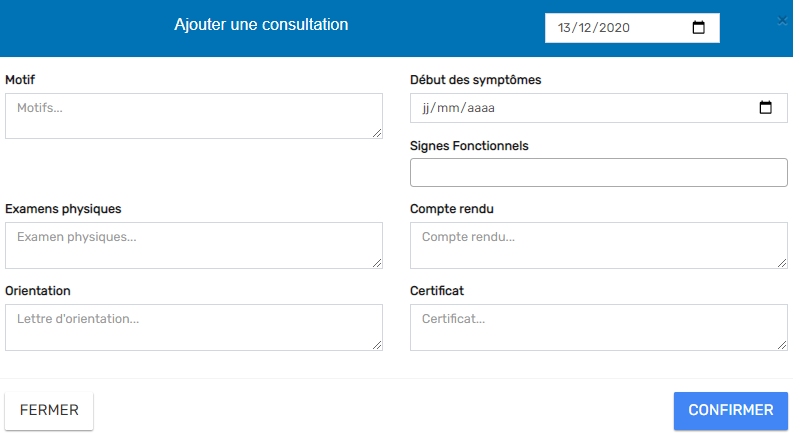 Ajouter une consultation
13/12/2020
×
Motif
Motifs...
Début des symptômes
jj/mm/aaaa
Signes Fonctionnels
Examens physiques
Examen physiques...
Compte rendu
Compte rendu...
Orientation
Lettre d'orientation...
Certificat
Certificat...
FERMER
CONFIRMER